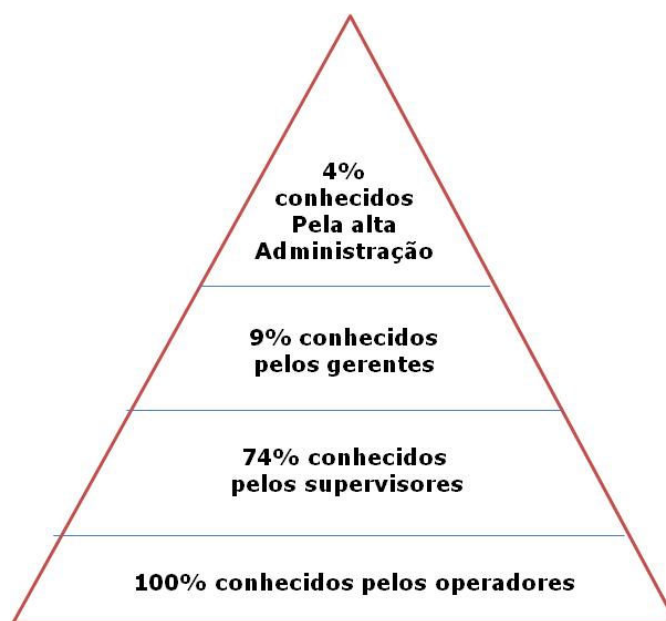 4%
conhecidos
Pela alta
Administração
9% conhecidos
pelos gerentes
74% conhecidos
pelos supervisores
100% conhecidos pelos operadores